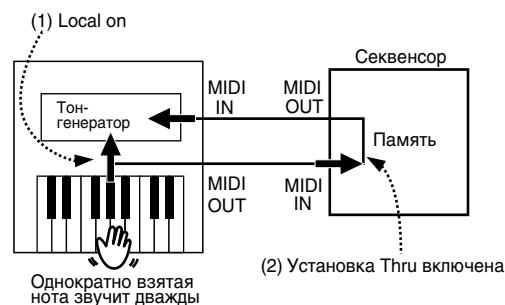 (1) Local on
Секвенсор
MIDI
IN
MIDI
OUT
Тон-
генератор
Память
MIDI
OUT
MIDI
IN
(2) Установка Thru включена
Однократно взятая
нота звучит дважды